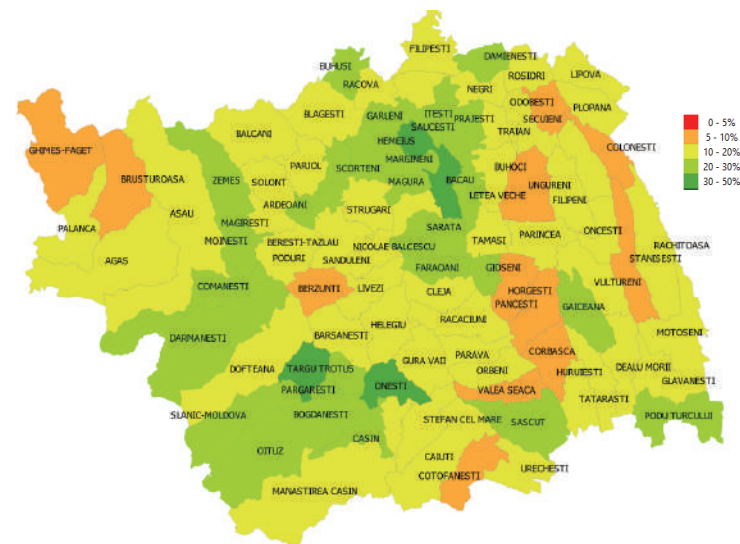 FILIPESTI
BUHUSI
DAMIENESTI
ROSIORI
LIPOVA
RACOVA
NEGRI
ODOBESTI
PLOPANA
BLAGESTI
GARLENI
ITESTI
SAUCESTI
PRAJESTI
SECUIENI
BALCANI
HEMEIUS
TRAIAN
COLONESTI
GHIMES-FAGET
MARGINENI
PARJOL
SCORTENI
BUHOCI
BRUSTUROASA
ZEMES
SOLONT
MAGURA
BACAU
UNGURENI
LETEA VECHE
FILIPENI
ARDEOANI
ASAU
STRUGARI
MAGIRESTI
PALANCA
SARATA
ONCESTI
PARINCEA
MOINESTI
BERESTI-TAZLAU
NICOLAE BALCESCU
TAMASI
RACHITOASA
PODURI
SANDULENI
STANISESTI
AGAS
FARAOANI
GIOSENI
COMANESTI
BERZUNTI
LIVEZI
CLEJA
HORGESTI
VULTURENI
PANCESTI
GAICEANA
RACACIUNI
HELEGIU
MOTOSENI
DARMANESTI
BARSANESTI
CORBASCA
PARAVA
GURA VAII
DEALU MORII
DOFTEANA
TARGU TROTUS
ORBENI
HURUIESTI
GLAVANESTI
PARGARESTI
ONESTI
VALEA SEACA
TATARASTI
SLANIC-MOLDOVA
BOGDANESTI
STEFAN CEL MARE
SASCUT
PODU TURCULUI
CASIN
OITUZ
CAIUTI
URECHESTI
COTOFANESTI
MANASTIREA CASIN
0 - 5%
5 - 10%
10 - 20%
20 - 30%
30 - 50%